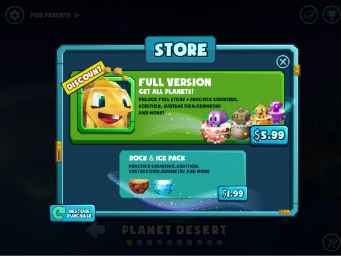 FOR PARENTS >
STORE
DISCOUNT
FULL VERSION
GET ALL PLANETS!
UNLOCK FULL STORY + PRACTICE COUNTING,
ADDITION, SUBTRACTION,GEOMETRY
AND MORE!
$5.99
ROCK & ICE PACK
PRACTICE COUNTING,ADDITION,
SUBTRACTION,GEOMETRY AND MORE
$1.99
RESTORE
PURCHASE
PLANET DESERT